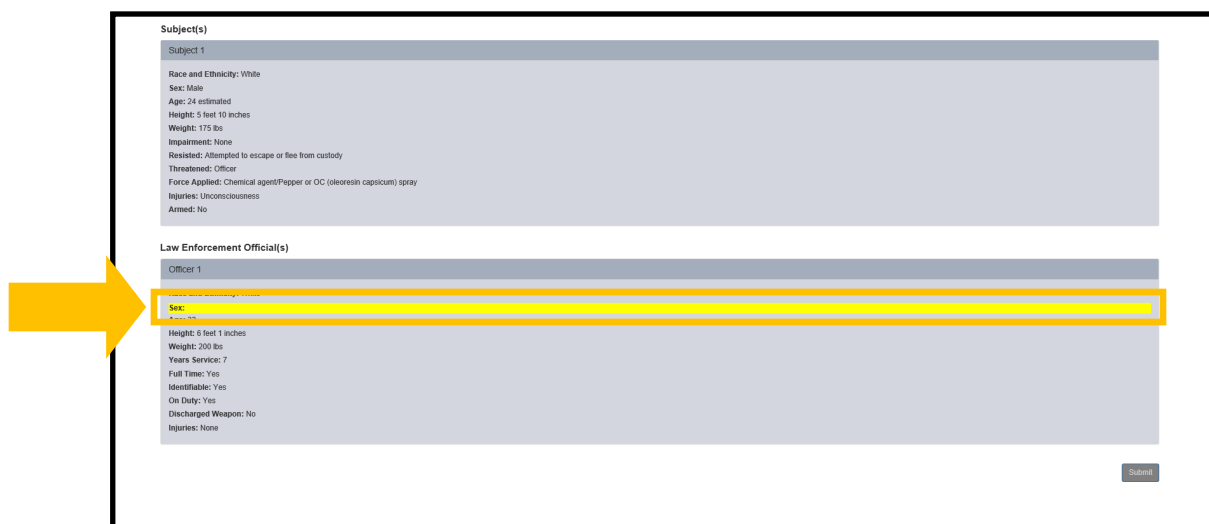 Subject(s)
Subject 1
Race and Ethnicity: White
Sex: Male
Age: 24 estimated
Height: 5 feet 10 inches
Weight: 175 lbs
Impairment: None
Resisted: Attempted to escape or flee from custody
Threatened: Officer
Force Applied: Chemical agent/Pepper or OC (oleoresin capsicum) spray
Injuries: Unconsciousness
Armed: No
Law Enforcement Official(s)
Officer 1
Race and Ethnicity: White
Sex:
Height: 6 feet 1 inches
Weight: 200 lbs
Years Service: 7
Full Time: Yes
Identifiable: Yes
On Duty: Yes
Discharged Weapon: No
Injuries: None
Submit